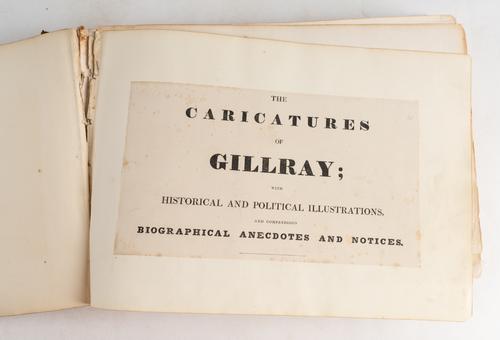 THE
CARICATURES
OF
GILLRAY;
WITH
HISTORICAL AND POLITICAL ILLUSTRATIONS,
AND COMPENDIOUS
BIOGRAPHICAL ANECDOTES AND NOTICES.